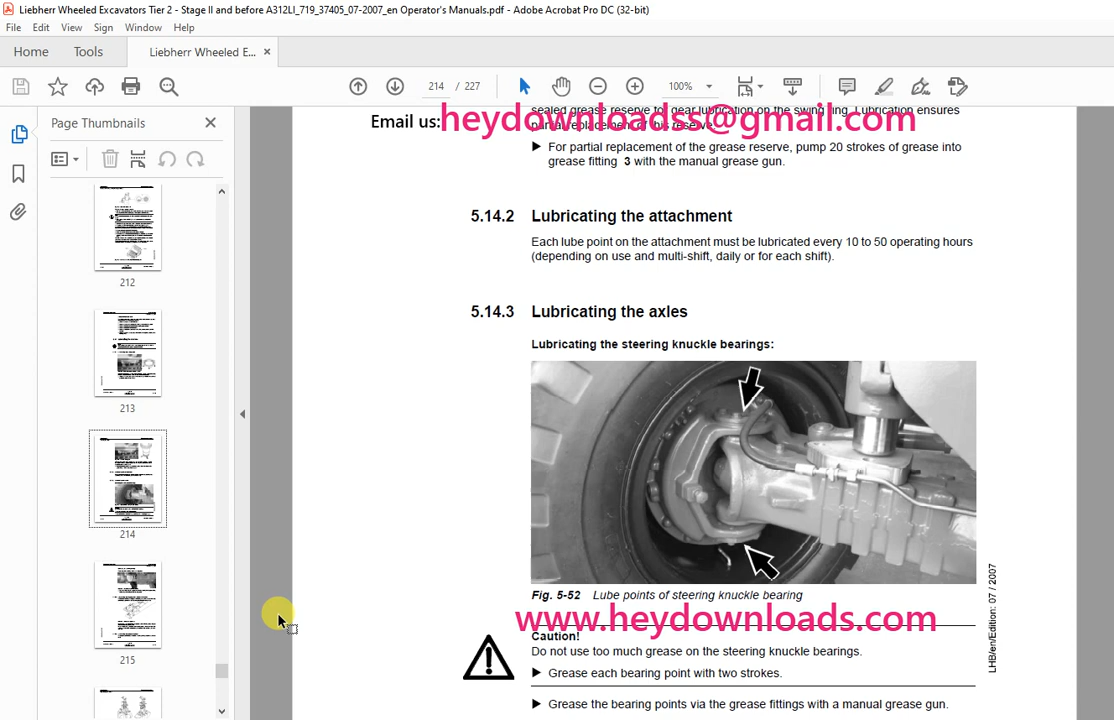 Liebherr Wheeled Excavators Tier 2 - Stage II and before A312LI_719_37405_07-2007_en Operator's Manuals.pdf - Adobe Acrobat Pro DC (32-bit)
File Edit View Sign Window Help
Home Tools Liebherr Wheeled E... ×
214 / 227 100%
Page Thumbnails
212
213
214
215
Email us: heydownloadss@gmail.com
sealed grease reserve for gear lubrication on the swing ring. Lubrication ensures
partial replacement of this reserve.
For partial replacement of the grease reserve, pump 20 strokes of grease into
grease fitting 3 with the manual grease gun.
5.14.2 Lubricating the attachment
Each lube point on the attachment must be lubricated every 10 to 50 operating hours
(depending on use and multi-shift, daily or for each shift).
5.14.3 Lubricating the axles
Lubricating the steering knuckle bearings:
Fig. 5-52 Lube points of steering knuckle bearing
www.heydownloads.com
Caution!
Do not use too much grease on the steering knuckle bearings.
Grease each bearing point with two strokes.
Grease the bearing points via the grease fittings with a manual grease gun.
LHB/en/Edition: 07 / 2007